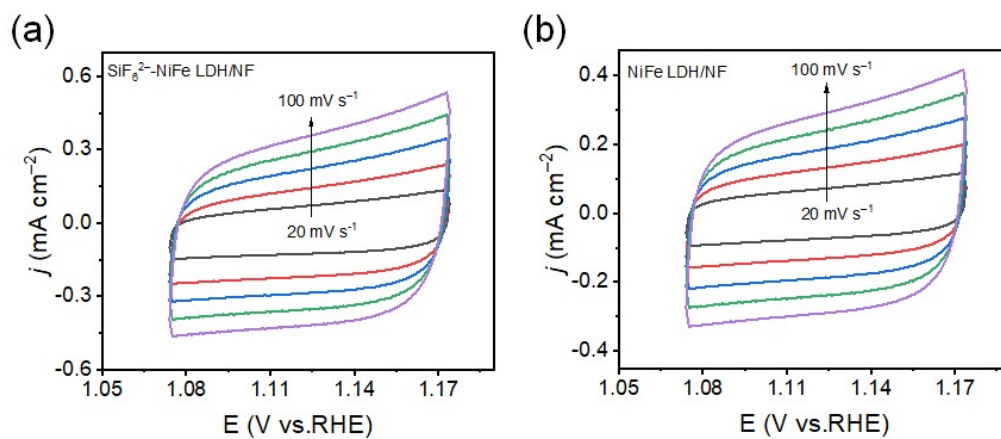 (a)
SiF₆²⁻-NiFe LDH/NF
100 mV s⁻¹
20 mV s⁻¹
0.6
0.3
0.0
-0.3
-0.6
1.05 1.08 1.11 1.14 1.17
E (V vs.RHE)
j (mA cm⁻²)
(b)
NiFe LDH/NF
100 mV s⁻¹
20 mV s⁻¹
0.4
0.2
0.0
-0.2
-0.4
1.05 1.08 1.11 1.14 1.17
E (V vs.RHE)
j (mA cm⁻²)